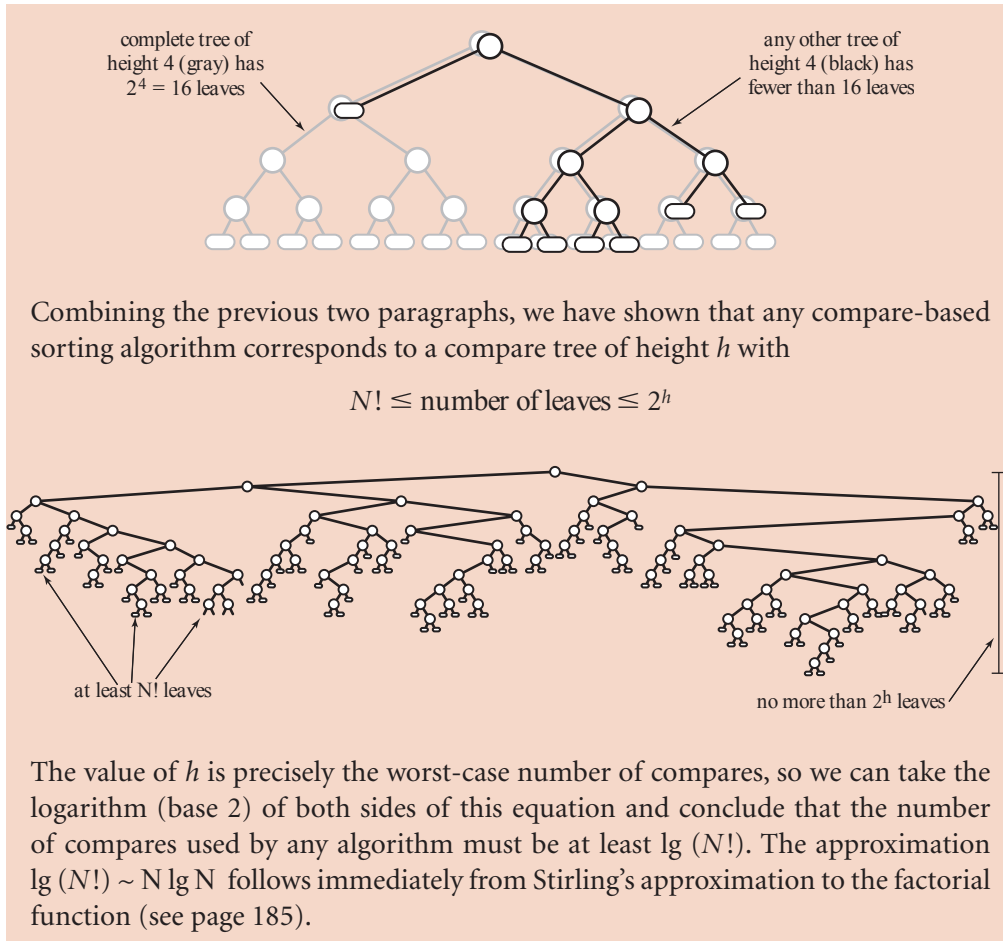 complete tree of
height 4 (gray) has
2⁴ = 16 leaves
any other tree of
height 4 (black) has
fewer than 16 leaves
Combining the previous two paragraphs, we have shown that any compare-based
sorting algorithm corresponds to a compare tree of height h with
N! ≤ number of leaves ≤ 2ʰ
at least N! leaves
no more than 2ʰ leaves
The value of h is precisely the worst-case number of compares, so we can take the
logarithm (base 2) of both sides of this equation and conclude that the number
of compares used by any algorithm must be at least lg (N!). The approximation
lg (N!) ~ N lg N follows immediately from Stirling’s approximation to the factorial
function (see page 185).